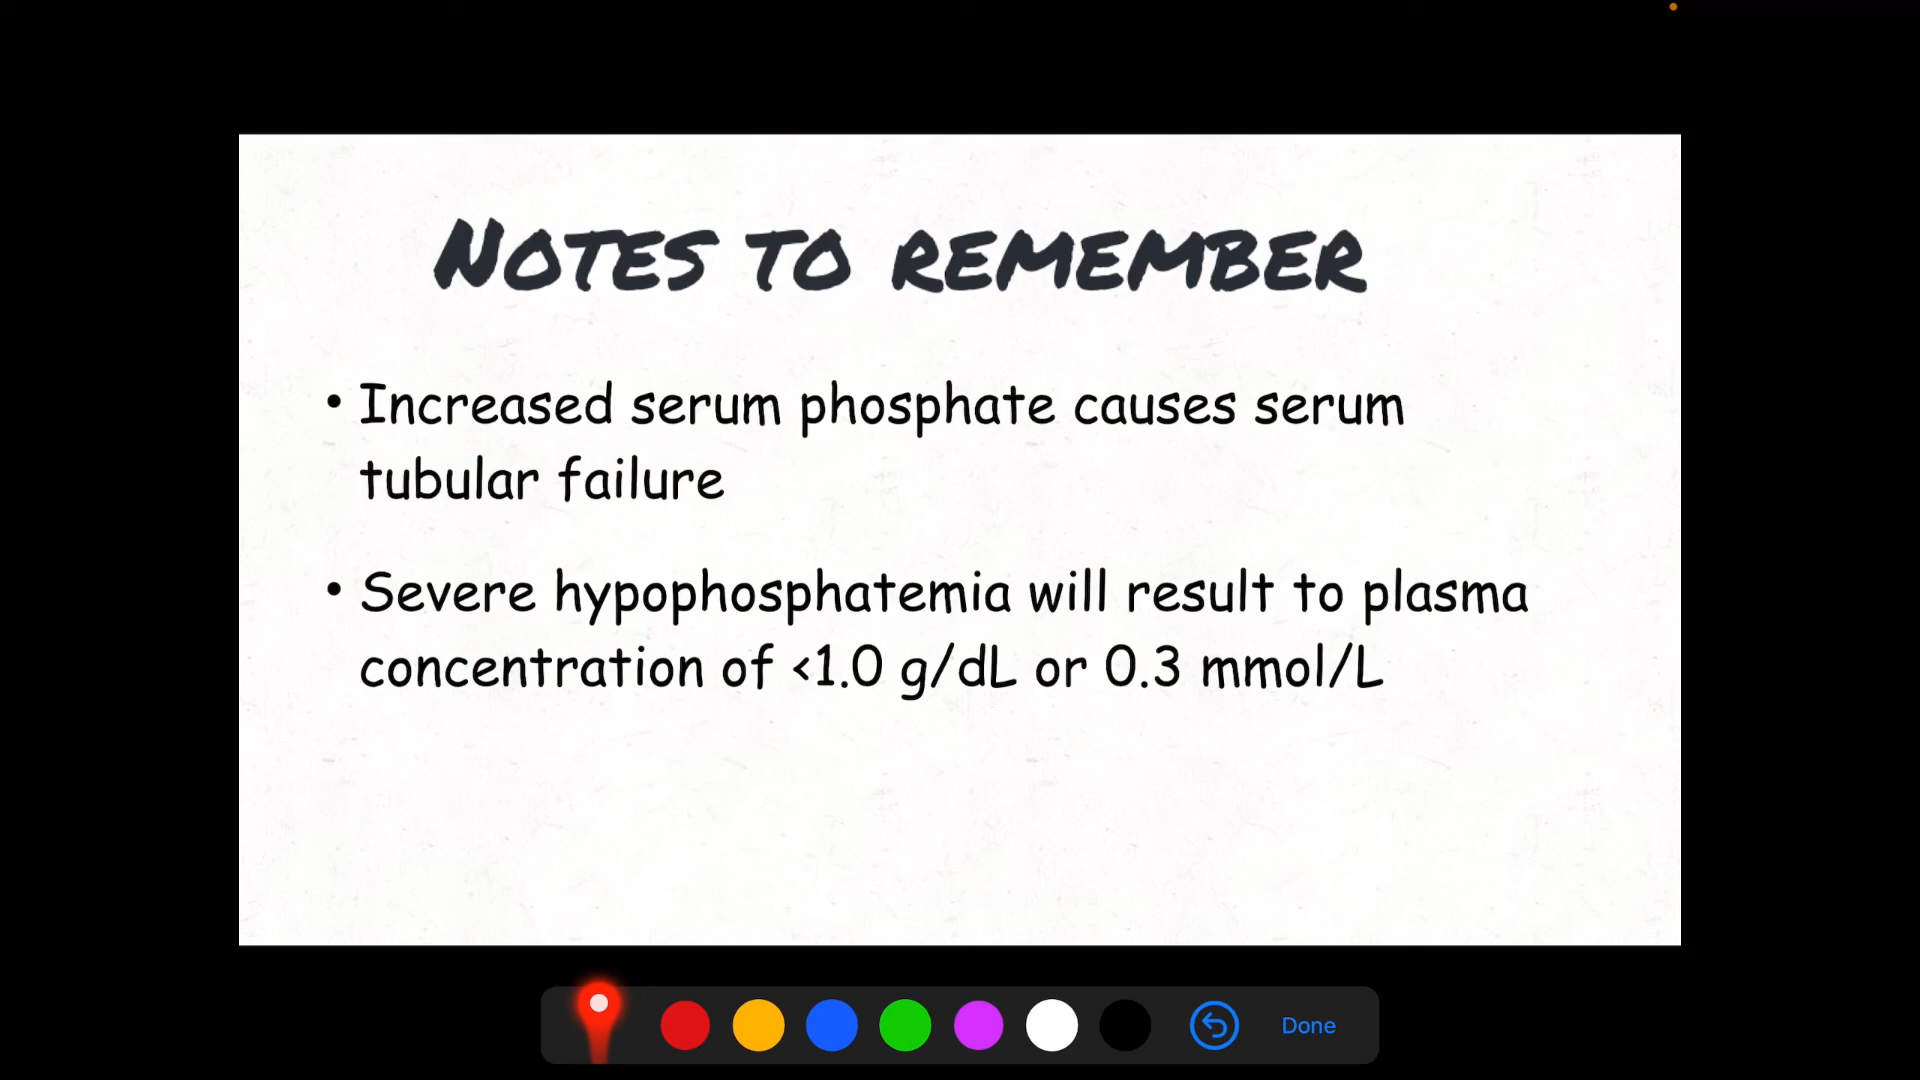 NOTES TO REMEMBER
• Increased serum phosphate causes serum
tubular failure
• Severe hypophosphatemia will result to plasma
concentration of <1.0 g/dL or 0.3 mmol/L
Done